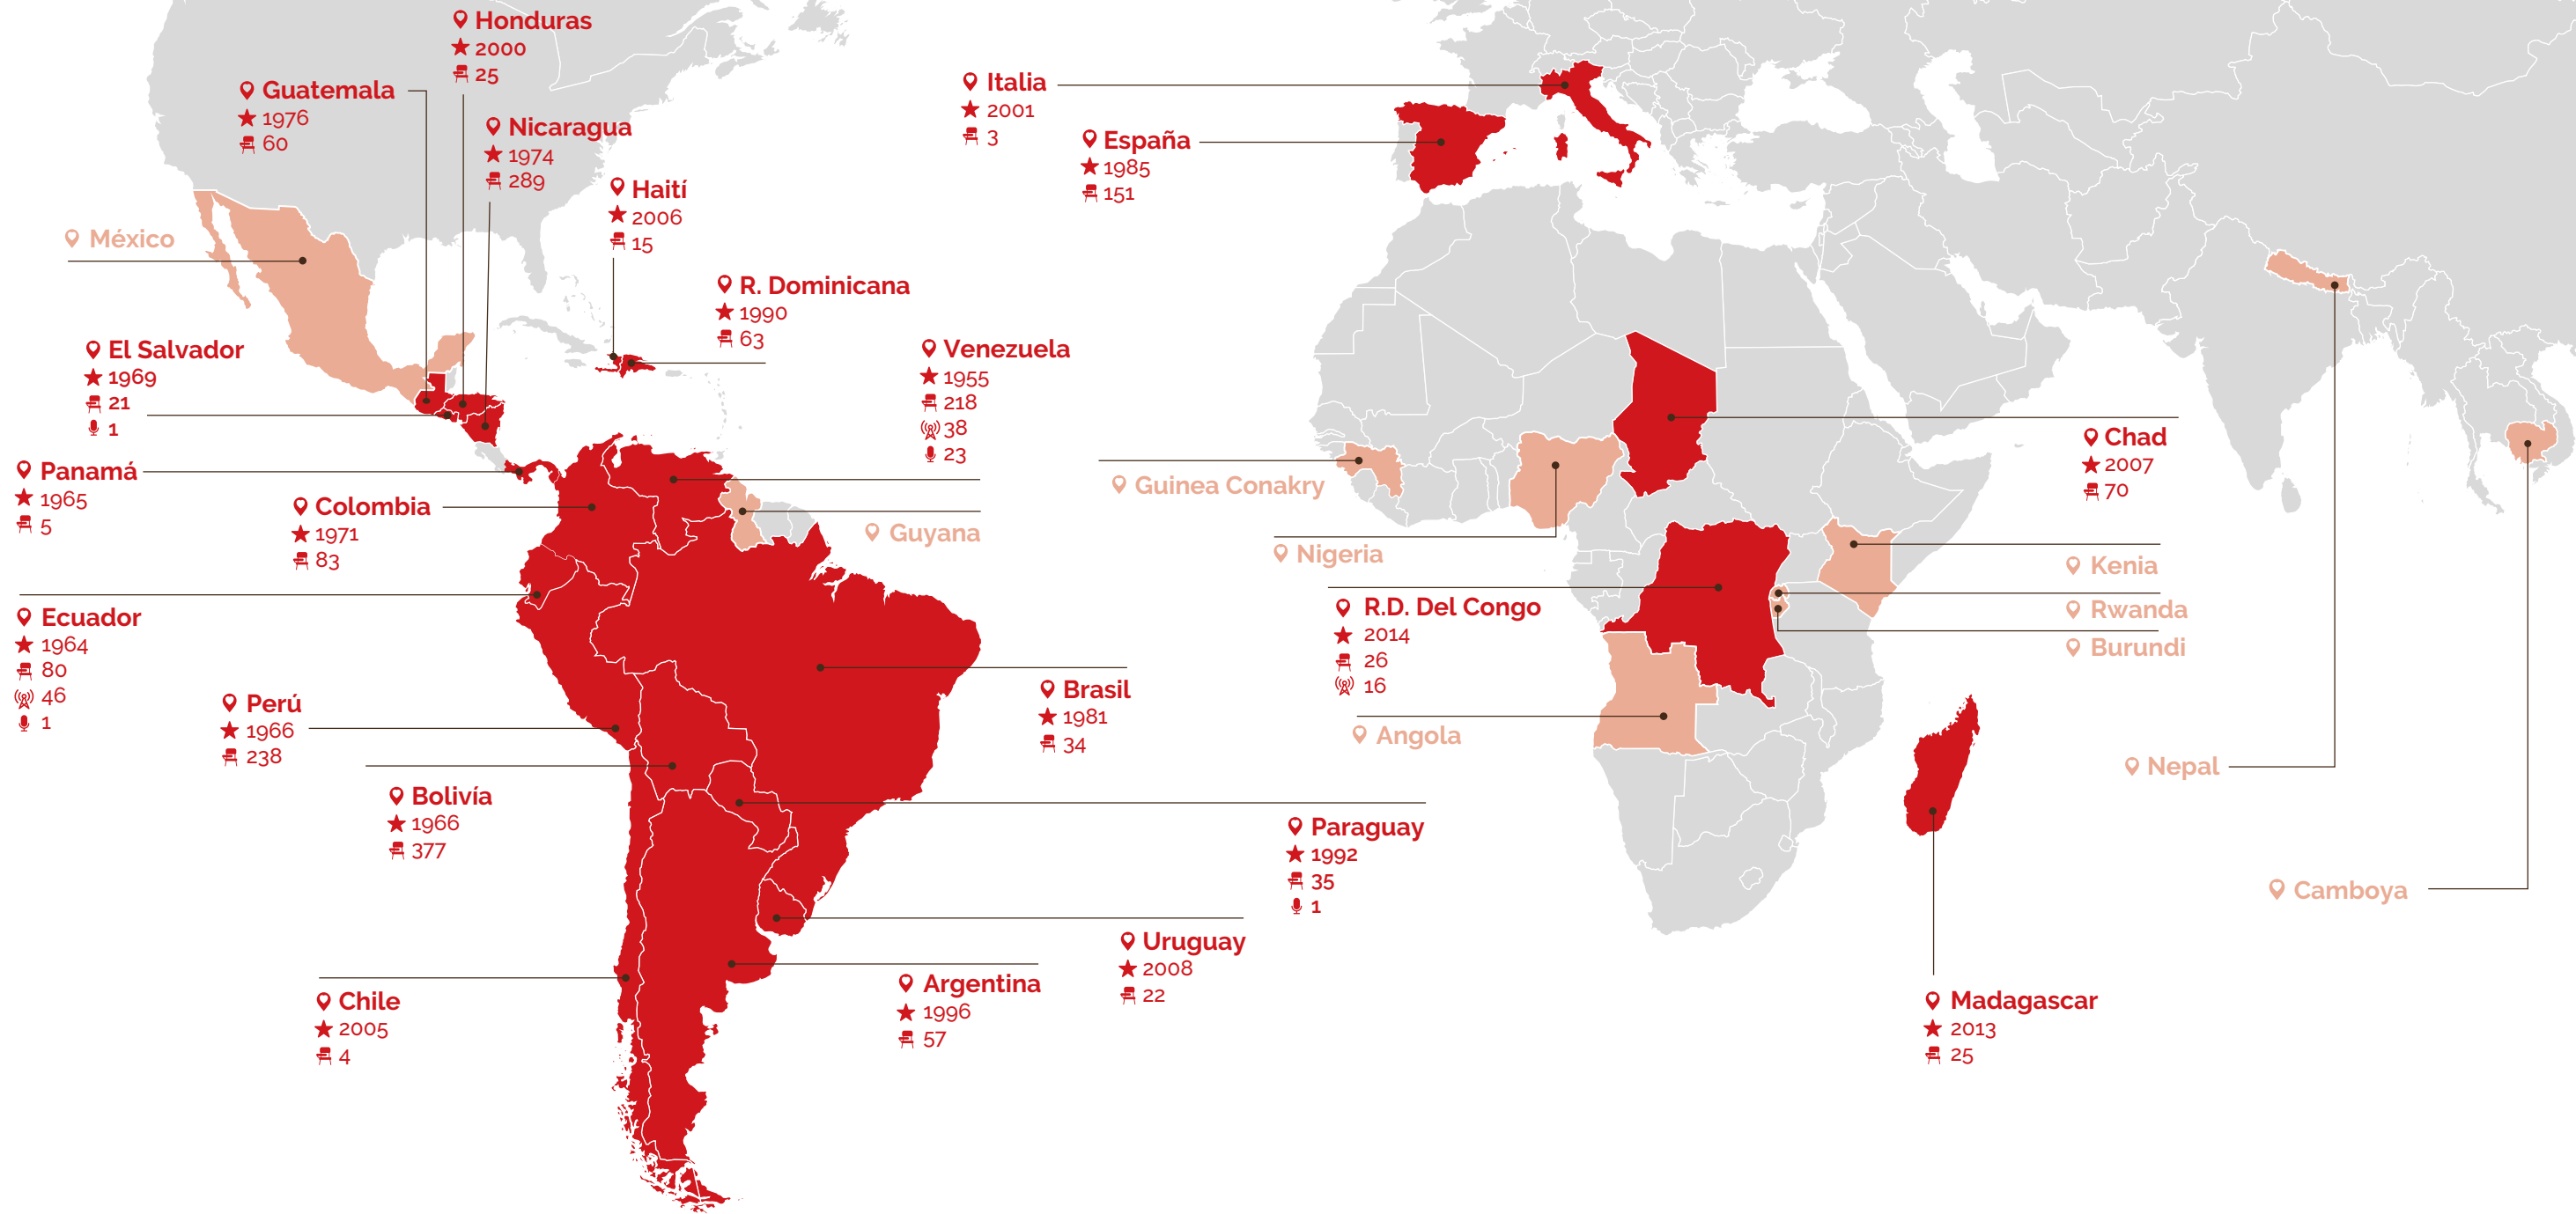 Honduras
2000
25
Guatemala
1976
60
Nicaragua
1974
289
Haití
2006
15
México
R. Dominicana
1990
63
El Salvador
1969
21
1
Venezuela
1955
218
38
23
Panamá
1965
5
Colombia
1971
83
Guyana
Ecuador
1964
80
46
1
Perú
1966
238
Brasil
1981
34
Bolivía
1966
377
Paraguay
1992
35
1
Uruguay
2008
22
Argentina
1996
57
Chile
2005
4
Italia
2001
3
España
1985
151
Chad
2007
70
Guinea Conakry
Nigeria
Kenia
Rwanda
Burundi
R.D. Del Congo
2014
26
16
Angola
Nepal
Camboya
Madagascar
2013
25